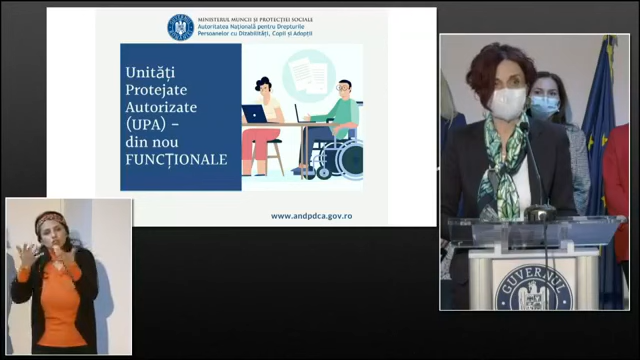 MINISTERUL MUNCII ȘI PROTECȚIEI SOCIALE
Autoritatea Națională pentru Drepturile
Persoanelor cu Dizabilități, Copii și Adopții
Unități
Protejate
Autorizate
(UPA) –
din nou
FUNCȚIONALE
www.andpdca.gov.ro
GUVERNUL